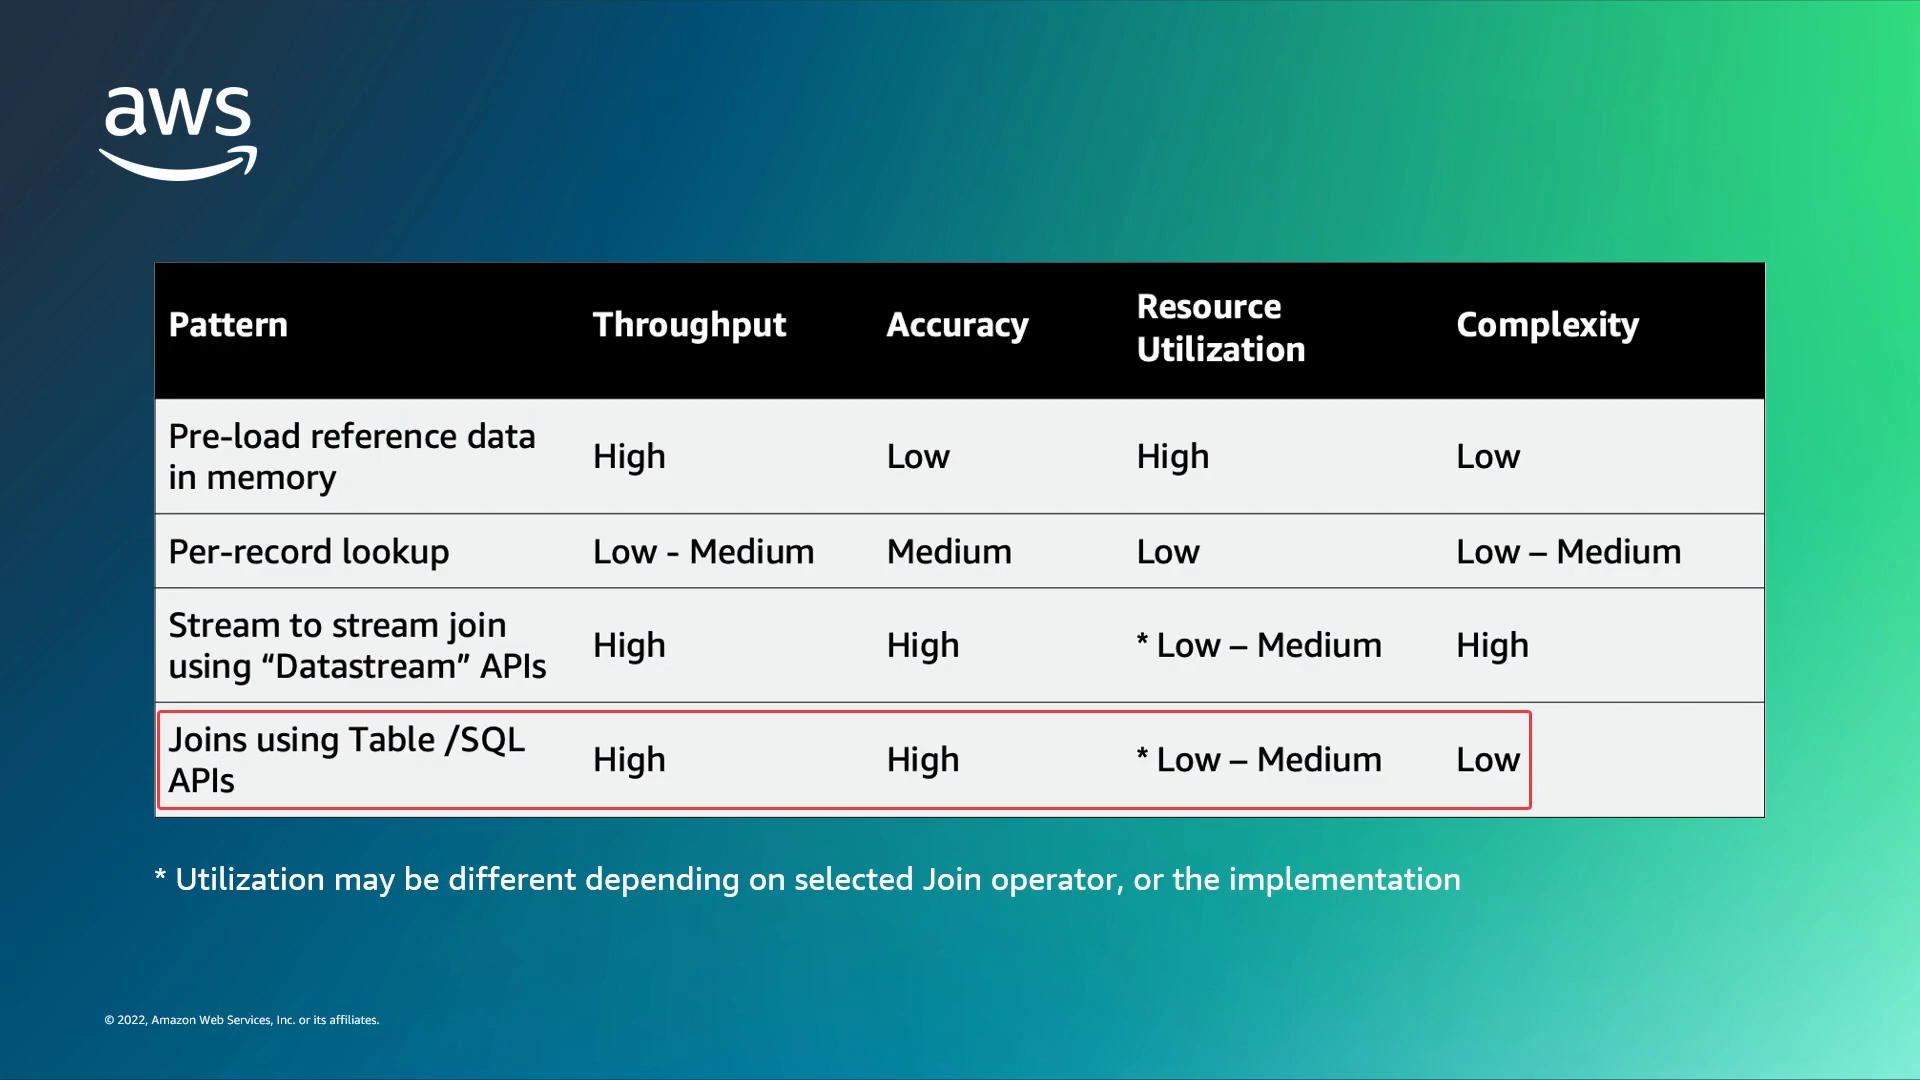 aws
Pattern Throughput Accuracy Resource Utilization Complexity
Pre-load reference data in memory High Low High Low
Per-record lookup Low - Medium Medium Low Low – Medium
Stream to stream join using “Datastream” APIs High High * Low – Medium High
Joins using Table /SQL APIs High High * Low – Medium Low
* Utilization may be different depending on selected Join operator, or the implementation
© 2022, Amazon Web Services, Inc. or its affiliates.